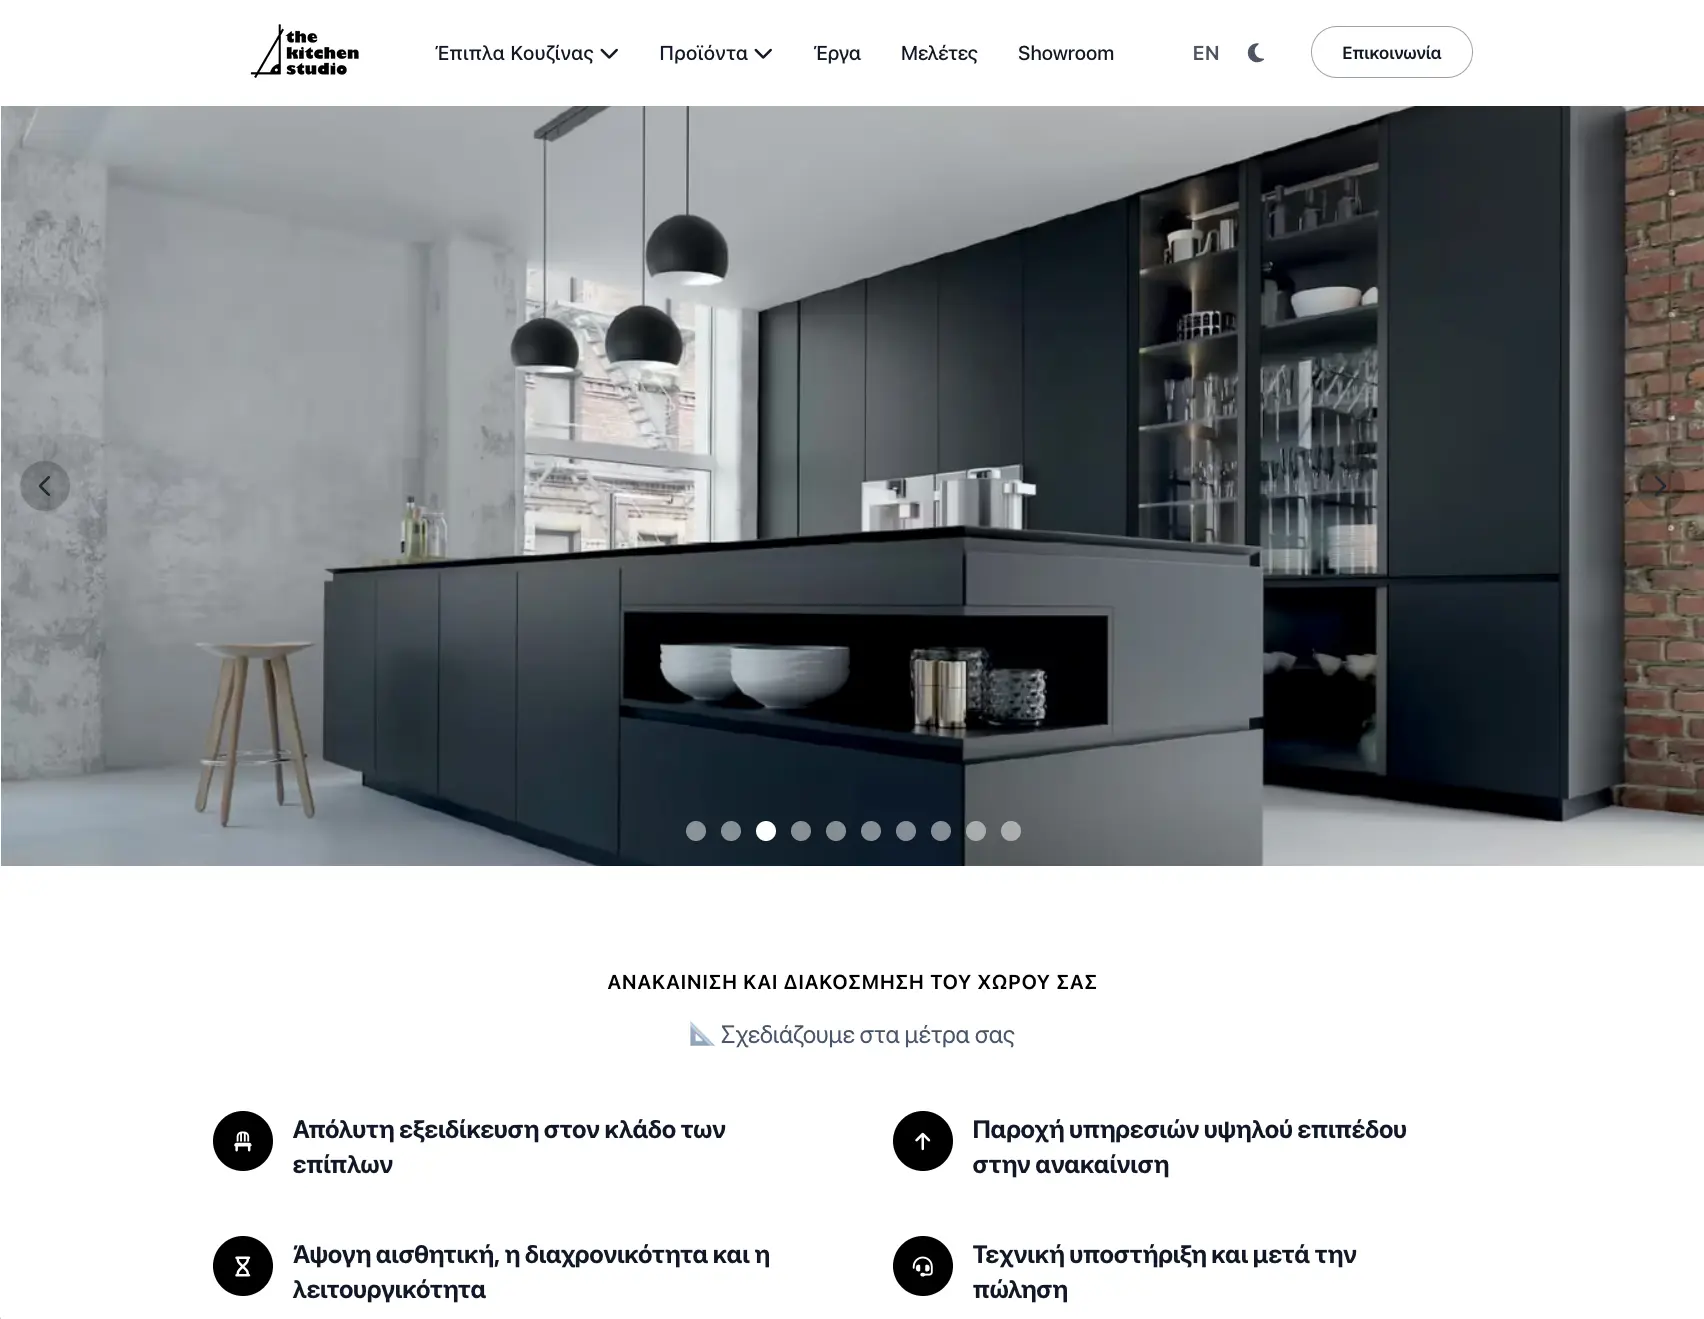 the
kitchen
studio
Έπιπλα Κουζίνας
Προϊόντα
Έργα
Μελέτες
Showroom
EN
Επικοινωνία
ΑΝΑΚΑΙΝΙΣΗ ΚΑΙ ΔΙΑΚΟΣΜΗΣΗ ΤΟΥ ΧΩΡΟΥ ΣΑΣ
📐 Σχεδιάζουμε στα μέτρα σας
Απόλυτη εξειδίκευση στον κλάδο των
επίπλων
Παροχή υπηρεσιών υψηλού επιπέδου
στην ανακαίνιση
Άψογη αισθητική, η διαχρονικότητα και η
λειτουργικότητα
Τεχνική υποστήριξη και μετά την
πώληση